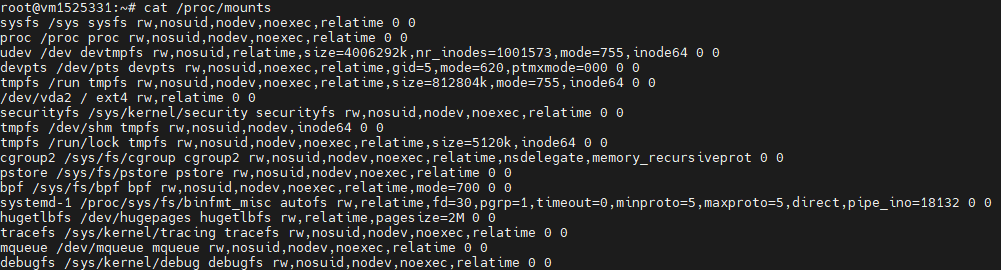 root@vm1525331:~# cat /proc/mounts
sysfs /sys sysfs rw,nosuid,nodev,noexec,relatime 0 0
proc /proc proc rw,nosuid,nodev,noexec,relatime 0 0
udev /dev devtmpfs rw,nosuid,relatime,size=4006292k,nr_inodes=1001573,mode=755,inode64 0 0
devpts /dev/pts devpts rw,nosuid,noexec,relatime,gid=5,mode=620,ptmxmode=000 0 0
tmpfs /run tmpfs rw,nosuid,nodev,noexec,relatime,size=812804k,mode=755,inode64 0 0
/dev/vda2 / ext4 rw,relatime 0 0
securityfs /sys/kernel/security securityfs rw,nosuid,nodev,noexec,relatime 0 0
tmpfs /dev/shm tmpfs rw,nosuid,nodev,inode64 0 0
tmpfs /run/lock tmpfs rw,nosuid,nodev,noexec,relatime,size=5120k,inode64 0 0
cgroup2 /sys/fs/cgroup cgroup2 rw,nosuid,nodev,noexec,relatime,nsdelegate,memory_recursiveprot 0 0
pstore /sys/fs/pstore pstore rw,nosuid,nodev,noexec,relatime 0 0
bpf /sys/fs/bpf bpf rw,nosuid,nodev,noexec,relatime,mode=700 0 0
systemd-1 /proc/sys/fs/binfmt_misc autofs rw,relatime,fd=30,pgrp=1,timeout=0,minproto=5,maxproto=5,direct,pipe_ino=18132 0 0
hugetlbfs /dev/hugepages hugetlbfs rw,relatime,pagesize=2M 0 0
tracefs /sys/kernel/tracing tracefs rw,nosuid,nodev,noexec,relatime 0 0
mqueue /dev/mqueue mqueue rw,nosuid,nodev,noexec,relatime 0 0
debugfs /sys/kernel/debug debugfs rw,nosuid,nodev,noexec,relatime 0 0